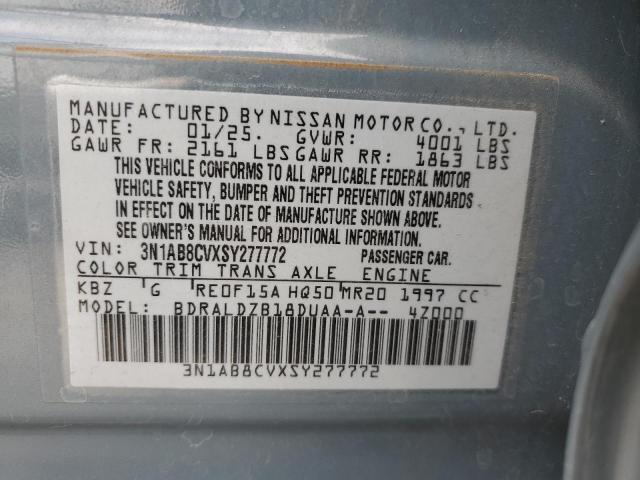 MANUFACTURED BY NISSAN MOTOR CO., LTD.
DATE: 01/25. GVWR: 4001 LBS
GAWR FR: 2161 LBS GAWR RR: 1863 LBS
THIS VEHICLE CONFORMS TO ALL APPLICABLE FEDERAL MOTOR
VEHICLE SAFETY, BUMPER AND THEFT PREVENTION STANDARDS
IN EFFECT ON THE DATE OF MANUFACTURE SHOWN ABOVE.
SEE OWNER'S MANUAL FOR ADDITIONAL INFORMATION.
VIN: 3N1AB8CVXSY277772 PASSENGER CAR.
COLOR TRIM TRANS AXLE ENGINE
KBZ G RE0F15A HQ50 MR20 1997 CC
MODEL: BDRALDZB18DUAA-A-- 4Z000
3N1AB8CVXSY277772